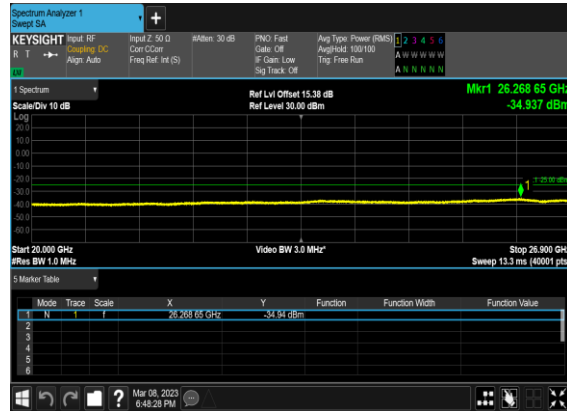 Spectrum Analyzer 1
Swept SA
+
KEYSIGHT Input: RF Input Z: 50 Ω #Atten: 30 dB PNO: Fast Avg Type: Power (RMS) 1 2 3 4 5 6
R T Coupling: DC Corr CCorr Gate: Off Avg|Hold: 100/100 A W W W W W
Align: Auto Freq Ref: Int (S) IF Gain: Low Trig: Free Run
Sig Track: Off A N N N N N
LW
1 Spectrum Ref Lvl Offset 15.38 dB Mkr1 26.268 65 GHz
Scale/Div 10 dB Ref Level 30.00 dBm -34.937 dBm
Log
20.0
10.0
0.00
-10.0
-20.0
1 -25.00 dBm
1
-30.0
-40.0
-50.0
-60.0
Start 20.000 GHz Video BW 3.0 MHz* Stop 26.900 GHz
#Res BW 1.0 MHz Sweep 13.3 ms (40001 pts
5 Marker Table
Mode Trace Scale X Y Function Function Width Function Value
1 N 1 f 26.268 65 GHz -34.94 dBm
2
3
4
5
6
? Mar 08, 2023
6:48:28 PM